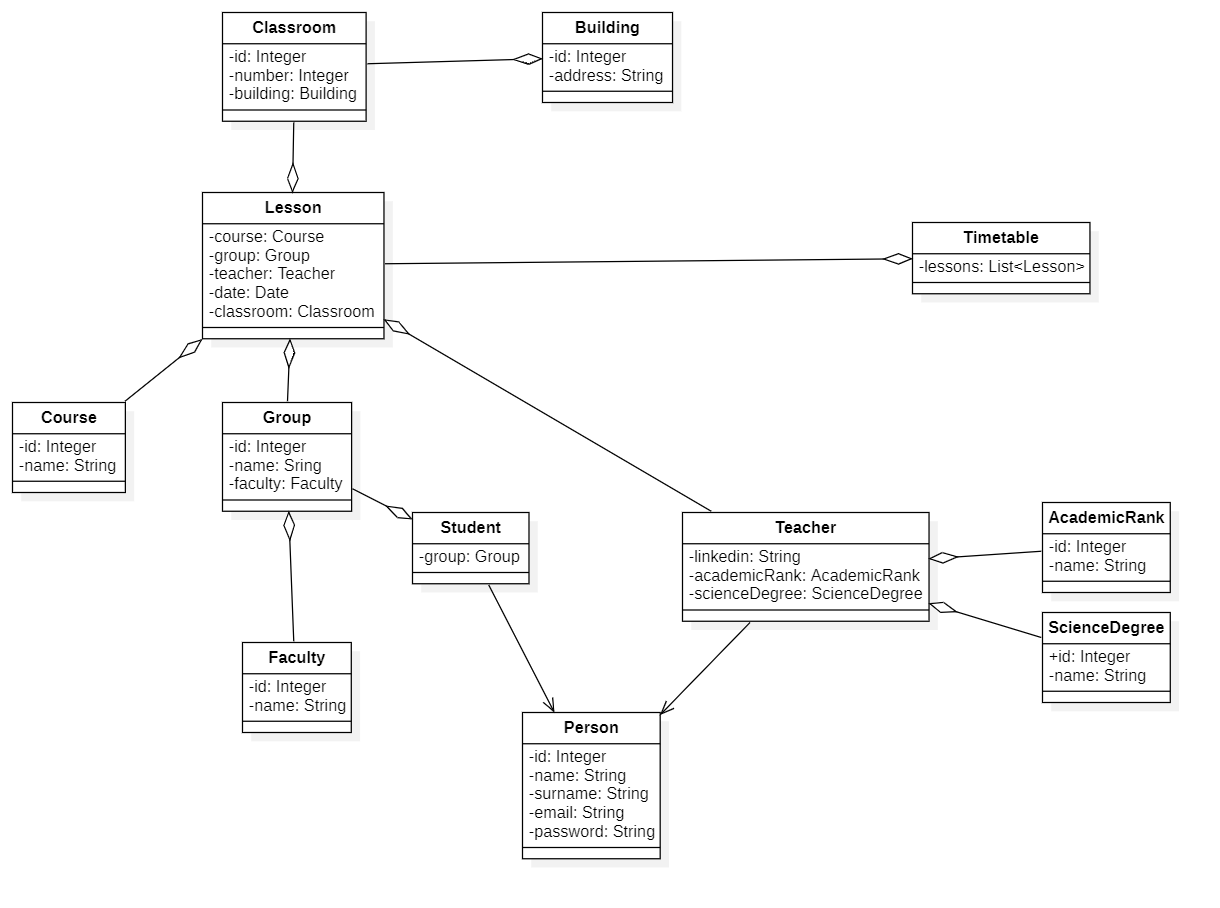 Classroom
-id: Integer
-number: Integer
-building: Building
Building
-id: Integer
-address: String
Lesson
-course: Course
-group: Group
-teacher: Teacher
-date: Date
-classroom: Classroom
Timetable
-lessons: List<Lesson>
Course
-id: Integer
-name: String
Group
-id: Integer
-name: Sring
-faculty: Faculty
Student
-group: Group
Teacher
-linkedin: String
-academicRank: AcademicRank
-scienceDegree: ScienceDegree
AcademicRank
-id: Integer
-name: String
ScienceDegree
+id: Integer
-name: String
Faculty
-id: Integer
-name: String
Person
-id: Integer
-name: String
-surname: String
-email: String
-password: String